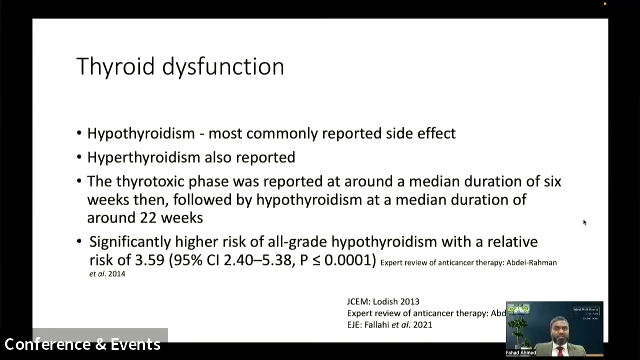 Thyroid dysfunction
• Hypothyroidism - most commonly reported side effect
• Hyperthyroidism also reported
• The thyrotoxic phase was reported at around a median duration of six
weeks then, followed by hypothyroidism at a median duration of
around 22 weeks
• Significantly higher risk of all-grade hypothyroidism with a relative
risk of 3.59 (95% CI 2.40–5.38, P ≤ 0.0001) Expert review of anticancer therapy: Abdel-Rahman
et al. 2014
JCEM: Lodish 2013
Expert review of anticancer therapy: Abd
EJE: Fallahi et al. 2021
Fahad Ahmed
Conference & Events